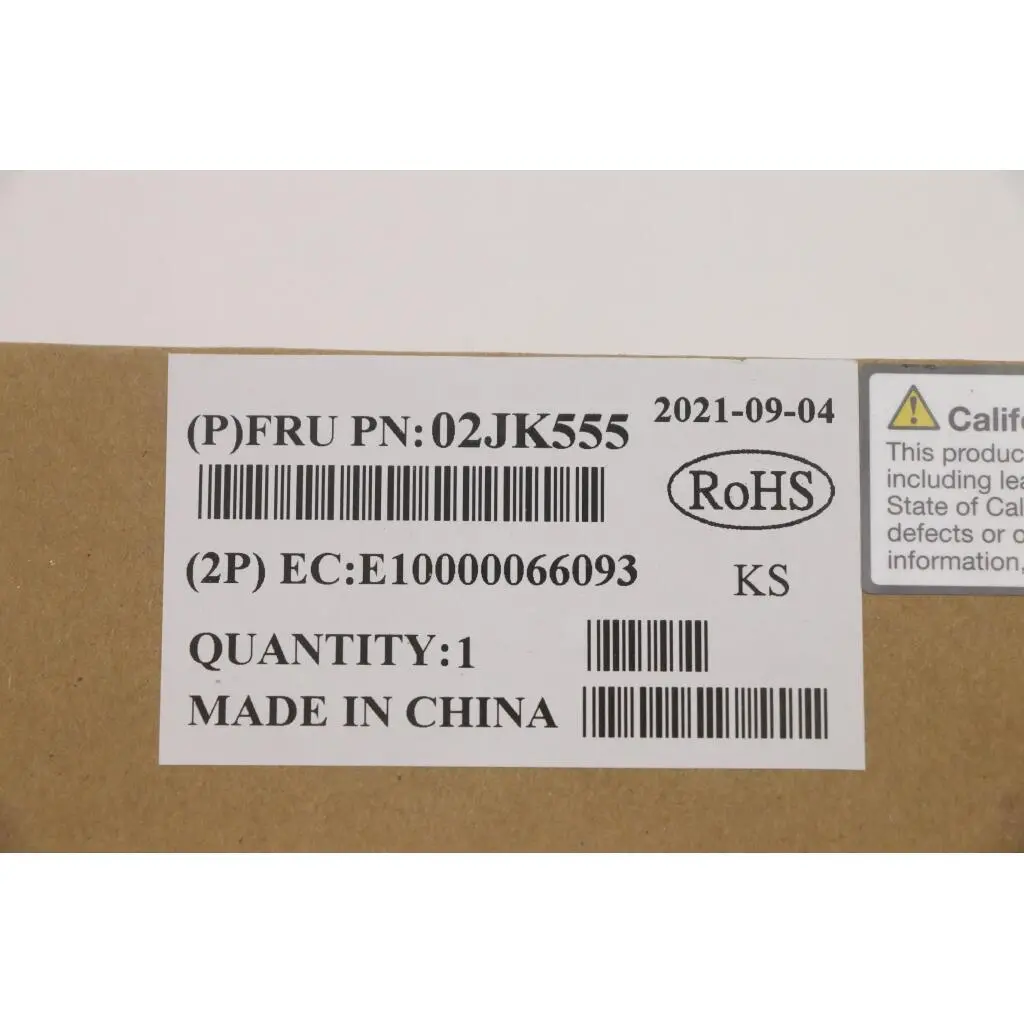 (P)FRU PN:02JK555
2021-09-04
RoHS
(2P) EC:E10000066093
KS
QUANTITY:1
MADE IN CHINA
This produc
including lea
State of Cal
defects or o
information,